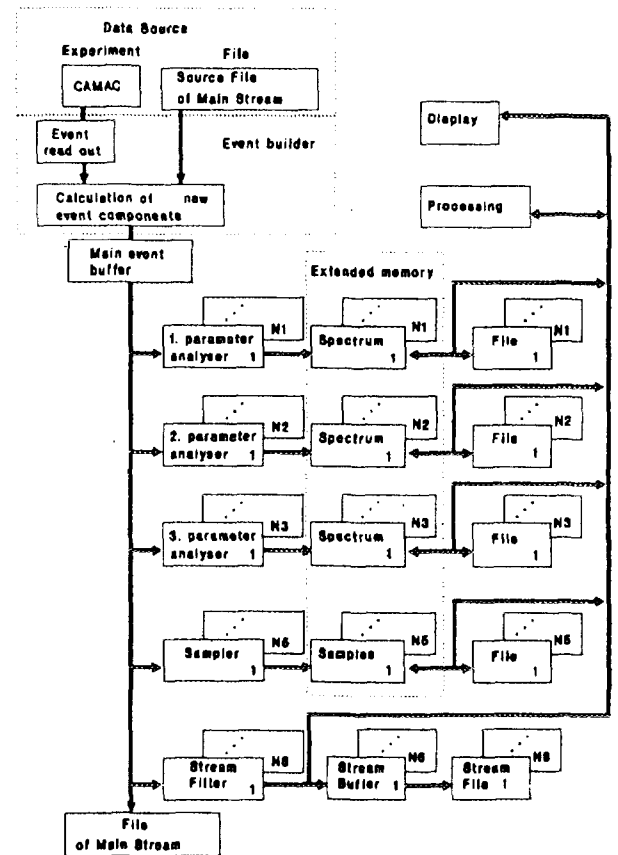 Data Source
Experiment
File
CAMAC
Source File
of Main Stream
Event
read out
Event builder
Calculation of new
event components
Main event
buffer
Display
Processing
Extended memory
N1
1. parameter
analyser 1
N1
Spectrum
1
N1
File
1
N2
2. parameter
analyser 1
N2
Spectrum
1
N2
File
1
N3
3. parameter
analyser 1
N3
Spectrum
1
N3
File
1
N5
Sampler
1
N5
Samples
1
N5
File
1
N6
Stream
Filter 1
N6
Stream
Buffer 1
N6
Stream
File 1
File
of Main Stream